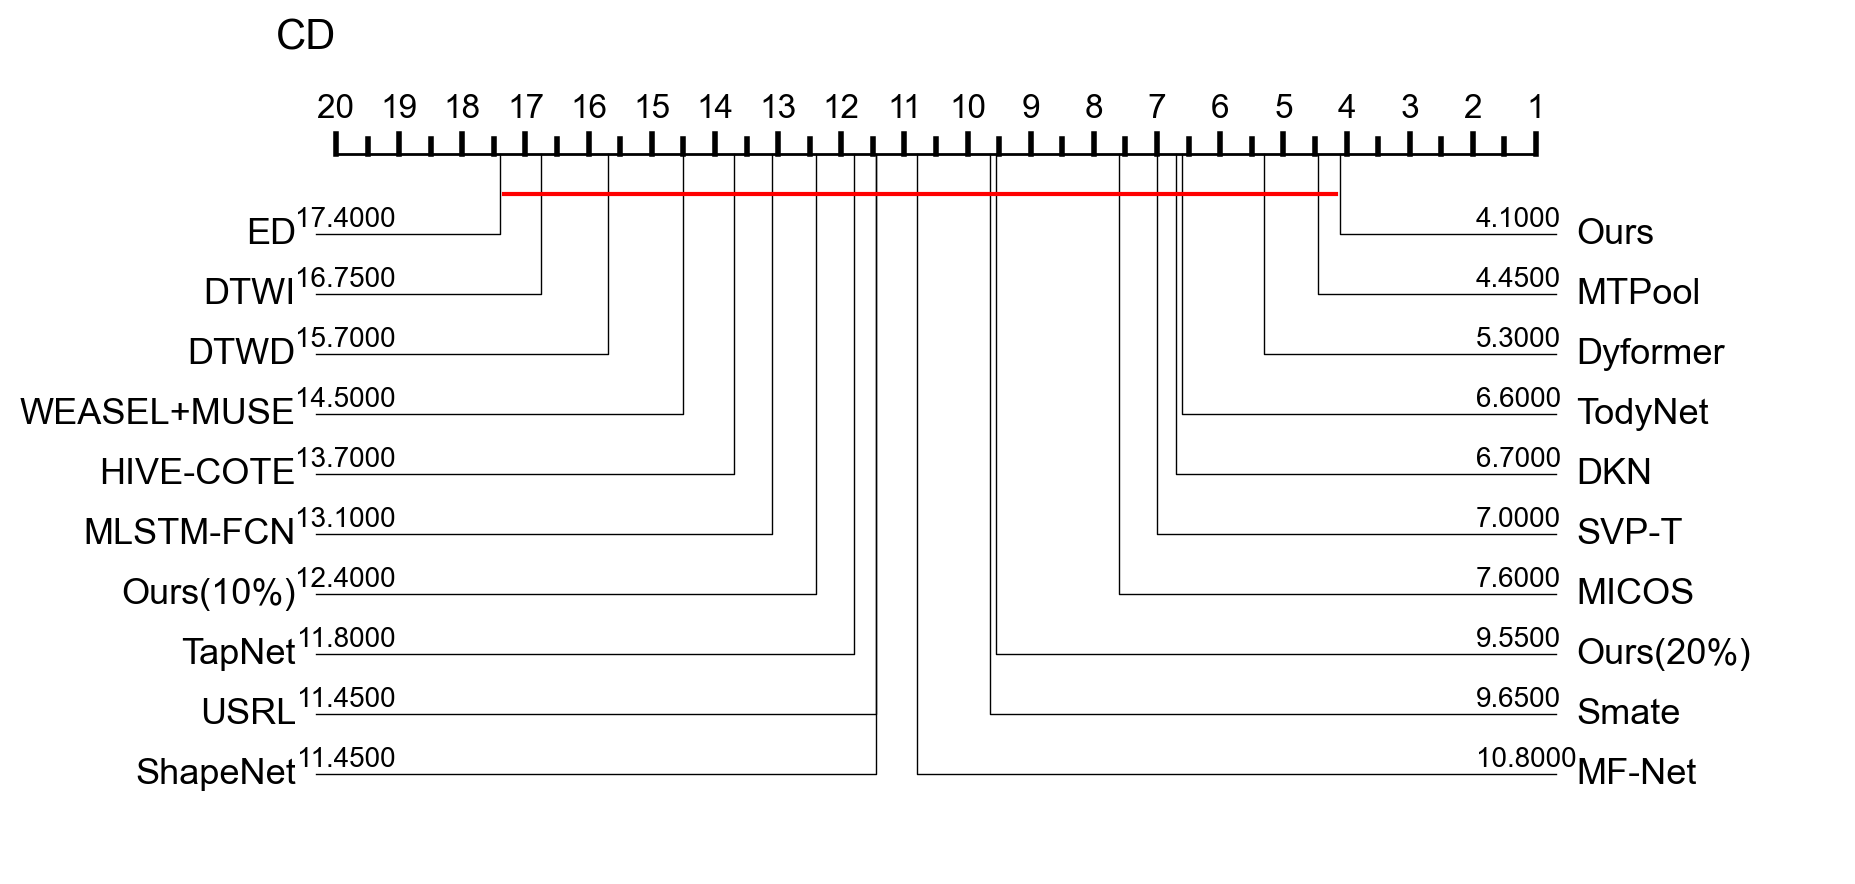 CD
20 19 18 17 16 15 14 13 12 11 10 9 8 7 6 5 4 3 2 1
ED 17.4000
DTWI 16.7500
DTWD 15.7000
WEASEL+MUSE 14.5000
HIVE-COTE 13.7000
MLSTM-FCN 13.1000
Ours(10%) 12.4000
TapNet 11.8000
USRL 11.4500
ShapeNet 11.4500
4.1000 Ours
4.4500 MTPool
5.3000 Dyformer
6.6000 TodyNet
6.7000 DKN
7.0000 SVP-T
7.6000 MICOS
9.5500 Ours(20%)
9.6500 Smate
10.8000 MF-Net